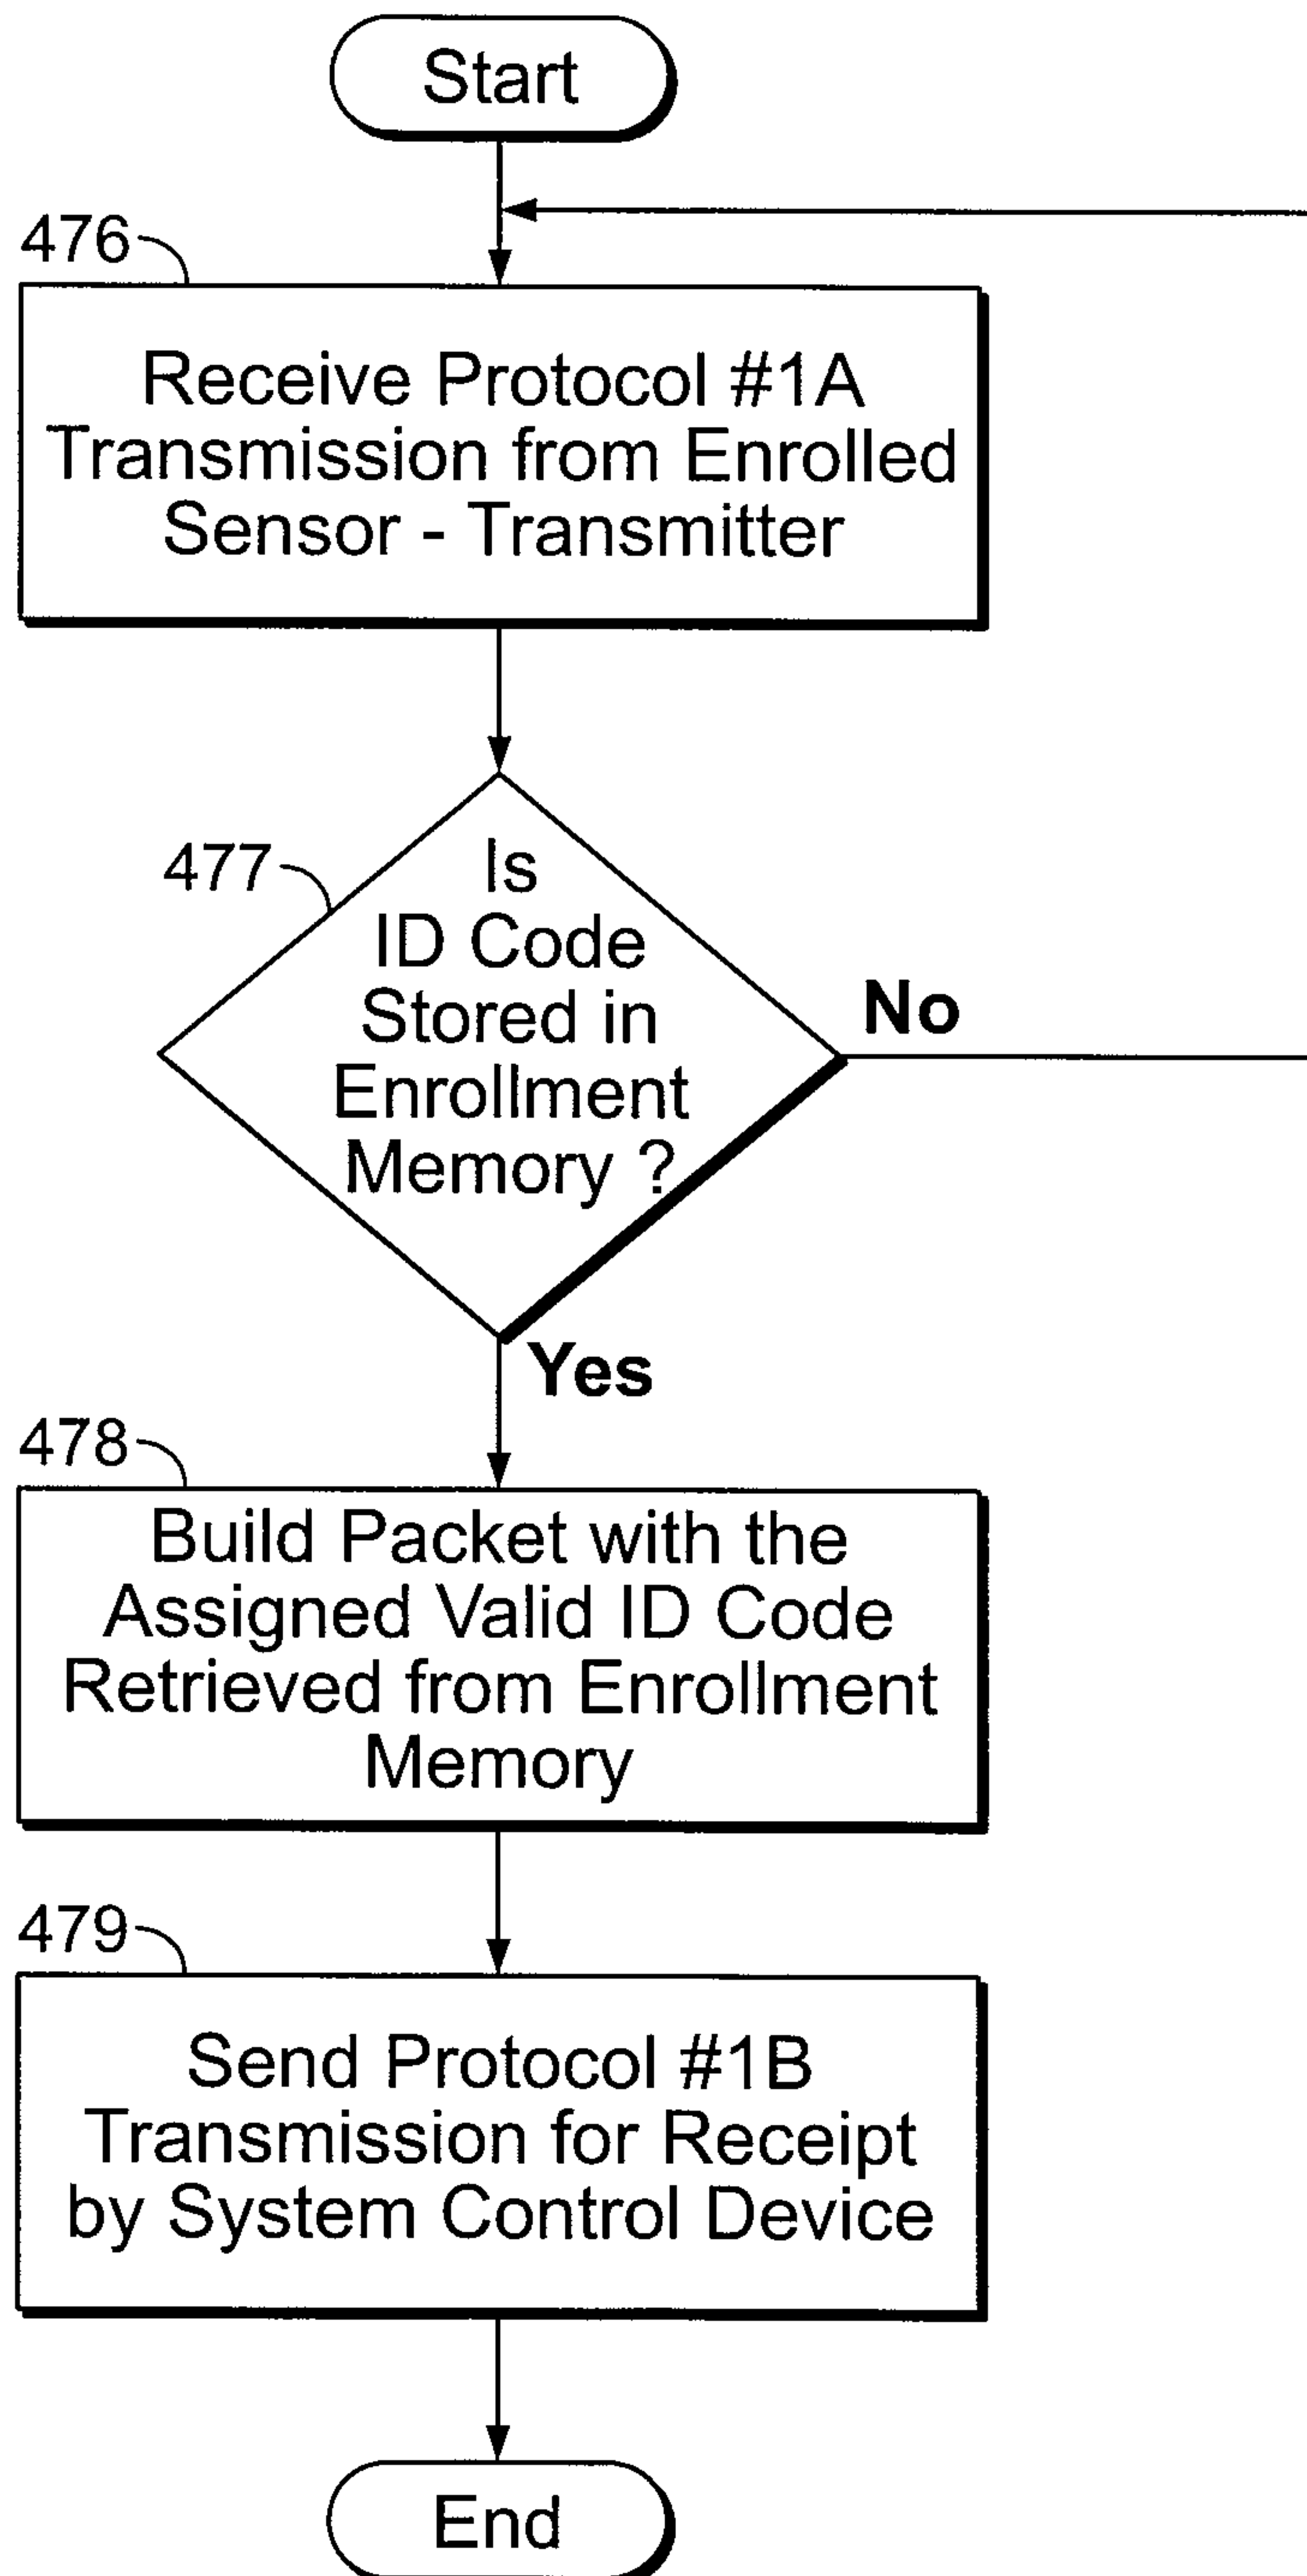 Start
476
Receive Protocol #1A
Transmission from Enrolled
Sensor - Transmitter
477
Is
ID Code
Stored in
Enrollment
Memory ?
No
Yes
478
Build Packet with the
Assigned Valid ID Code
Retrieved from Enrollment
Memory
479
Send Protocol #1B
Transmission for Receipt
by System Control Device
End